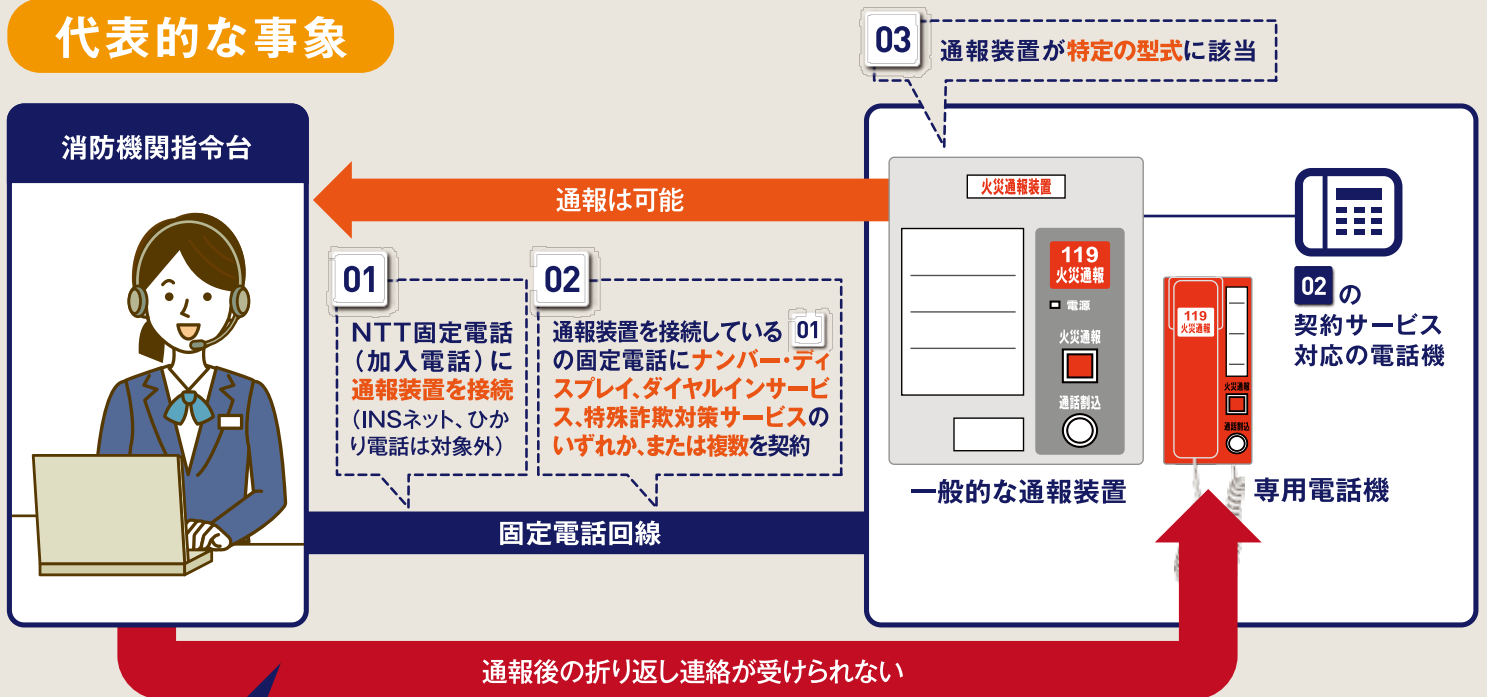 代表的な事象
03
通報装置が特定の型式に該当
消防機関指令台
通報は可能
01
NTT固定電話
（加入電話）に
通報装置を接続
（INSネット、ひか
り電話は対象外）
02
通報装置を接続している 01
の固定電話にナンバー・ディ
スプレイ、ダイヤルインサービ
ス、特殊詐欺対策サービスの
いずれか、または複数を契約
固定電話回線
火災通報装置
119
火災通報
電源
火災通報
通話割込
一般的な通報装置
119
火災通報
火災通報
通話割込
専用電話機
02 の
契約サービス
対応の電話機
通報後の折り返し連絡が受けられない